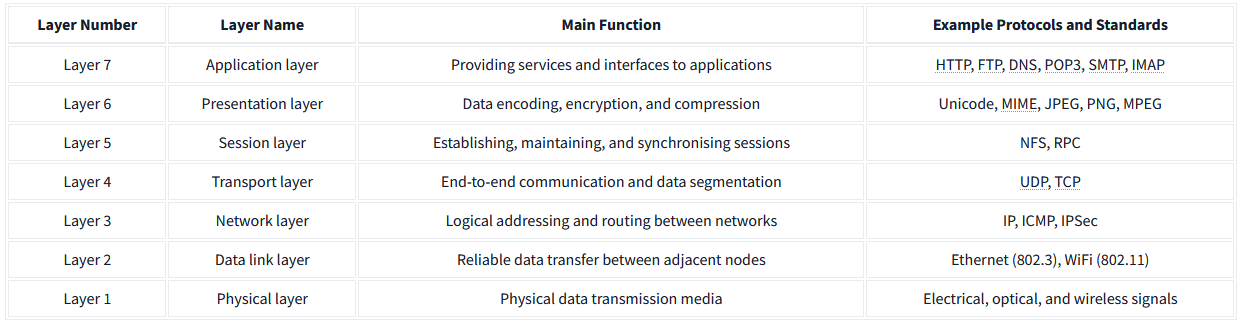 Layer Number Layer Name Main Function Example Protocols and Standards
Layer 7 Application layer Providing services and interfaces to applications HTTP, FTP, DNS, POP3, SMTP, IMAP
Layer 6 Presentation layer Data encoding, encryption, and compression Unicode, MIME, JPEG, PNG, MPEG
Layer 5 Session layer Establishing, maintaining, and synchronising sessions NFS, RPC
Layer 4 Transport layer End-to-end communication and data segmentation UDP, TCP
Layer 3 Network layer Logical addressing and routing between networks IP, ICMP, IPSec
Layer 2 Data link layer Reliable data transfer between adjacent nodes Ethernet (802.3), WiFi (802.11)
Layer 1 Physical layer Physical data transmission media Electrical, optical, and wireless signals